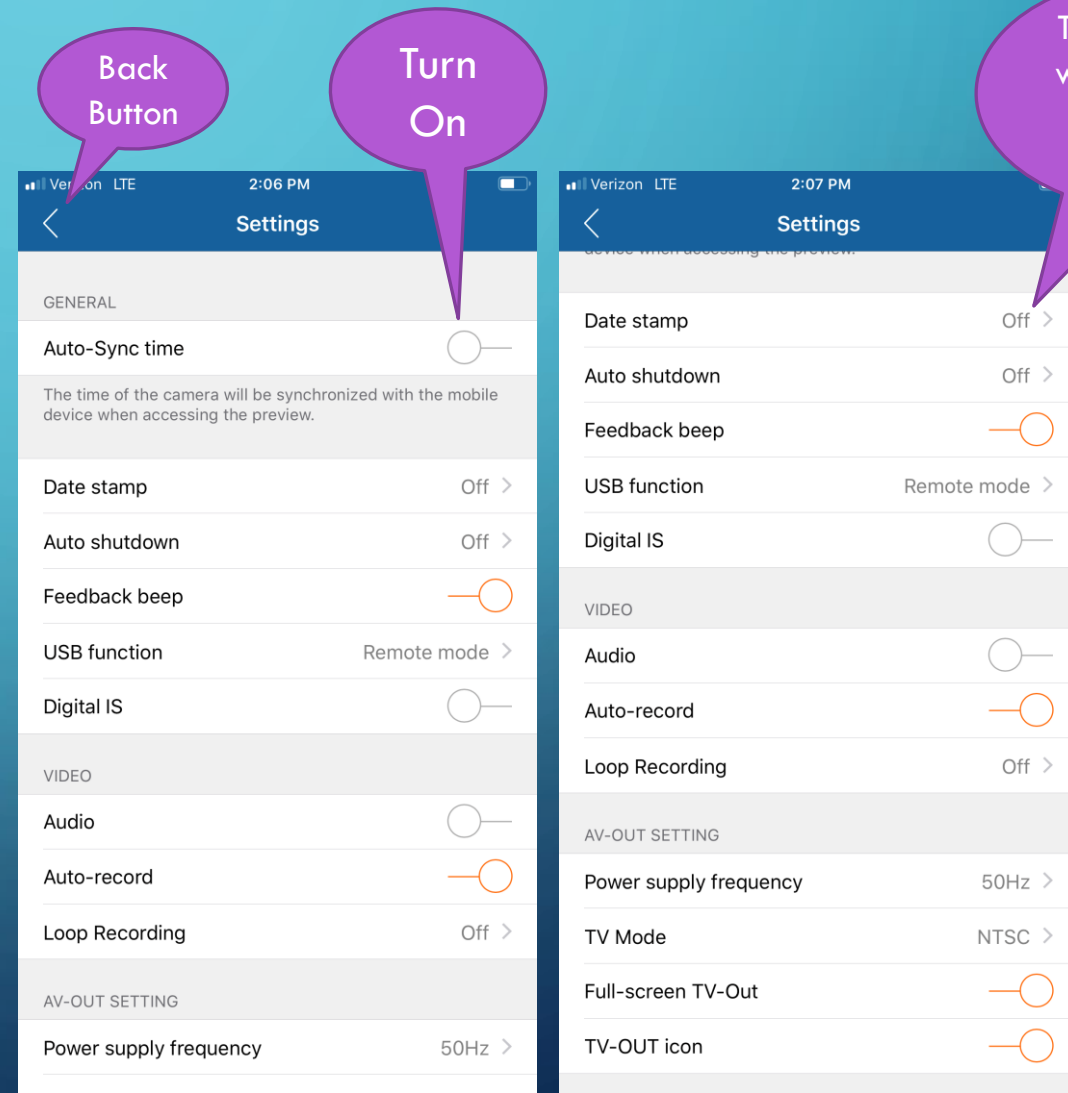 Back
Button
Turn
On
Verizon LTE
2:06 PM
Settings
GENERAL
Auto-Sync time
The time of the camera will be synchronized with the mobile
device when accessing the preview.
Date stamp Off
Auto shutdown Off
Feedback beep
USB function Remote mode
Digital IS
VIDEO
Audio
Auto-record
Loop Recording Off
AV-OUT SETTING
Power supply frequency 50Hz
Verizon LTE
2:07 PM
Settings
device when accessing the preview.
Date stamp Off
Auto shutdown Off
Feedback beep
USB function Remote mode
Digital IS
VIDEO
Audio
Auto-record
Loop Recording Off
AV-OUT SETTING
Power supply frequency 50Hz
TV Mode NTSC
Full-screen TV-Out
TV-OUT icon